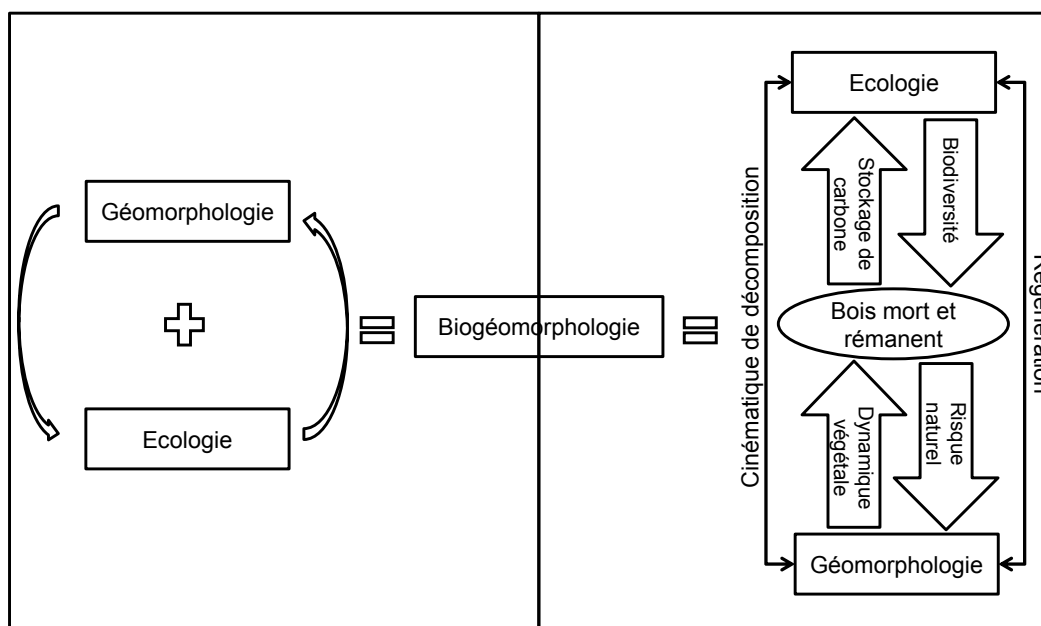 Géomorphologie
Ecologie
Biogéomorphologie
Cinématique de décomposition
Ecologie
Stockage de
carbone
Biodiversité
Bois mort et
rémanent
Dynamique
végétale
Risque
naturel
Géomorphologie
Régénération